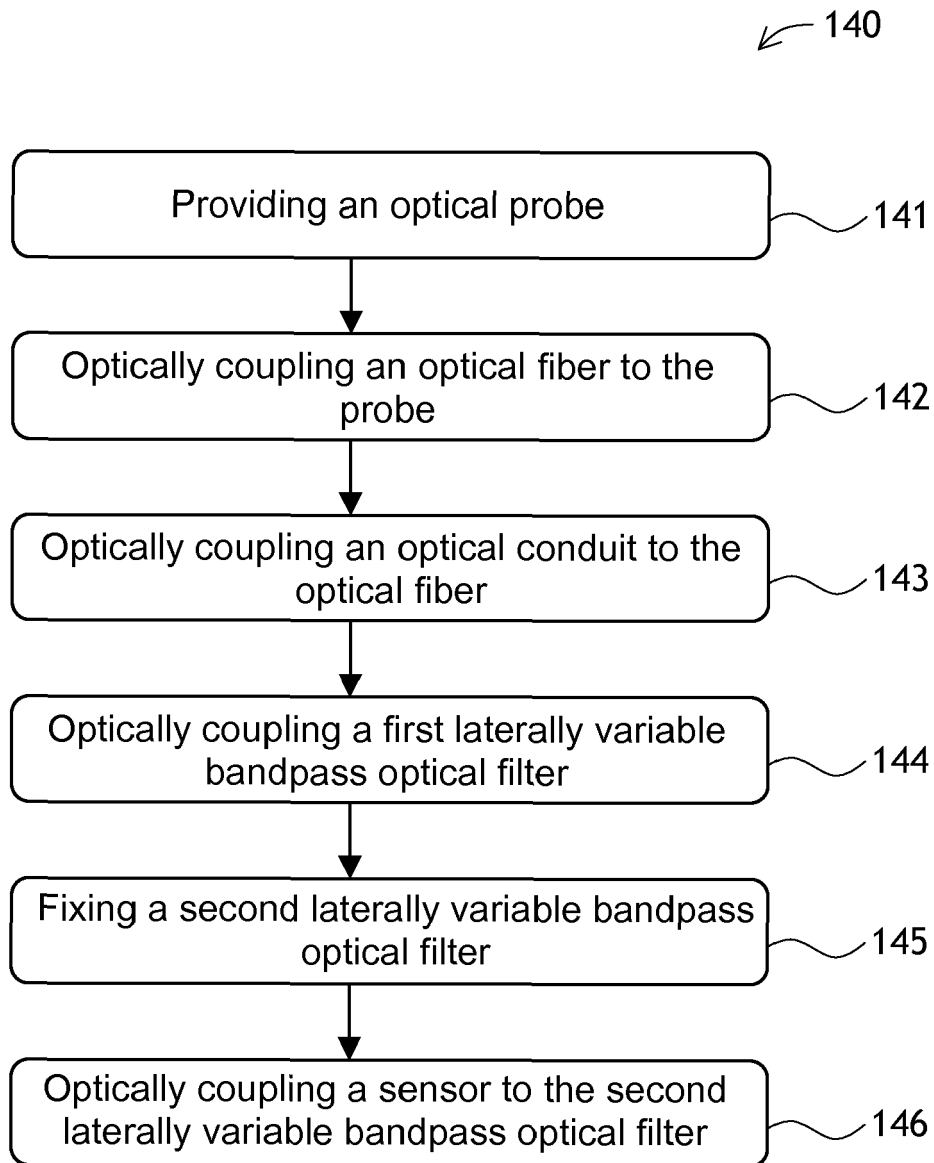 140
Providing an optical probe
141
Optically coupling an optical fiber to the
probe
142
Optically coupling an optical conduit to the
optical fiber
143
Optically coupling a first laterally variable
bandpass optical filter
144
Fixing a second laterally variable bandpass
optical filter
145
Optically coupling a sensor to the second
laterally variable bandpass optical filter
146